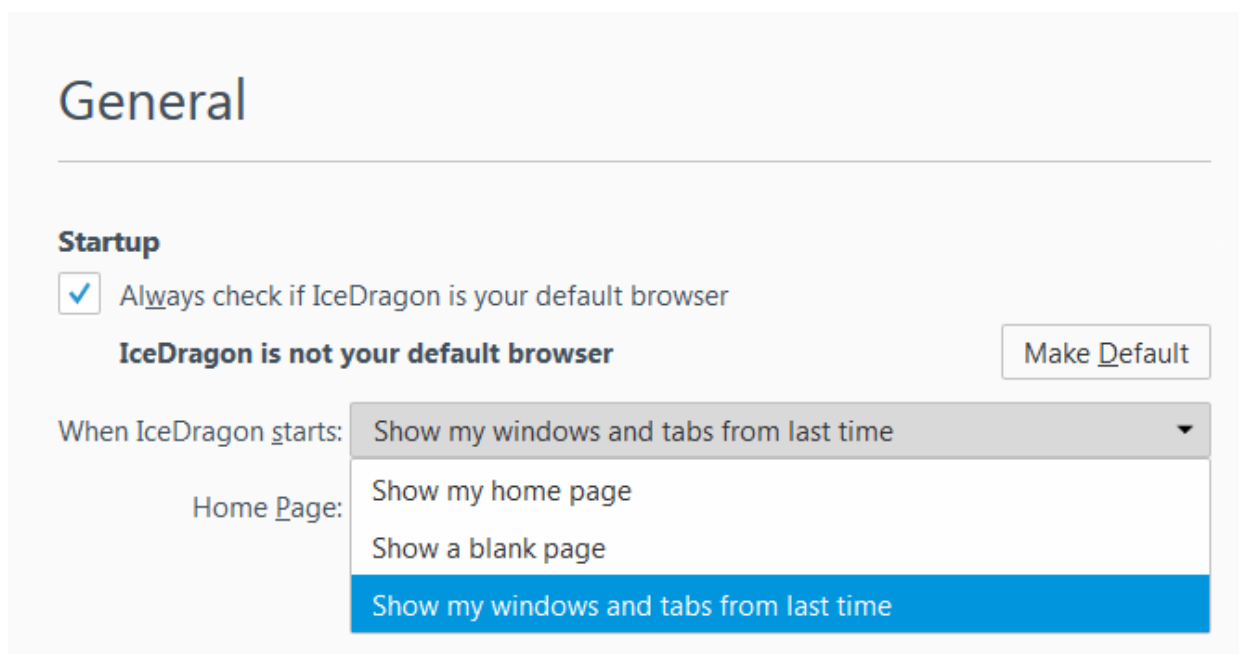 General
Startup
Always check if IceDragon is your default browser
IceDragon is not your default browser
Make Default
When IceDragon starts: Show my windows and tabs from last time
Show my home page
Home Page:
Show a blank page
Show my windows and tabs from last time